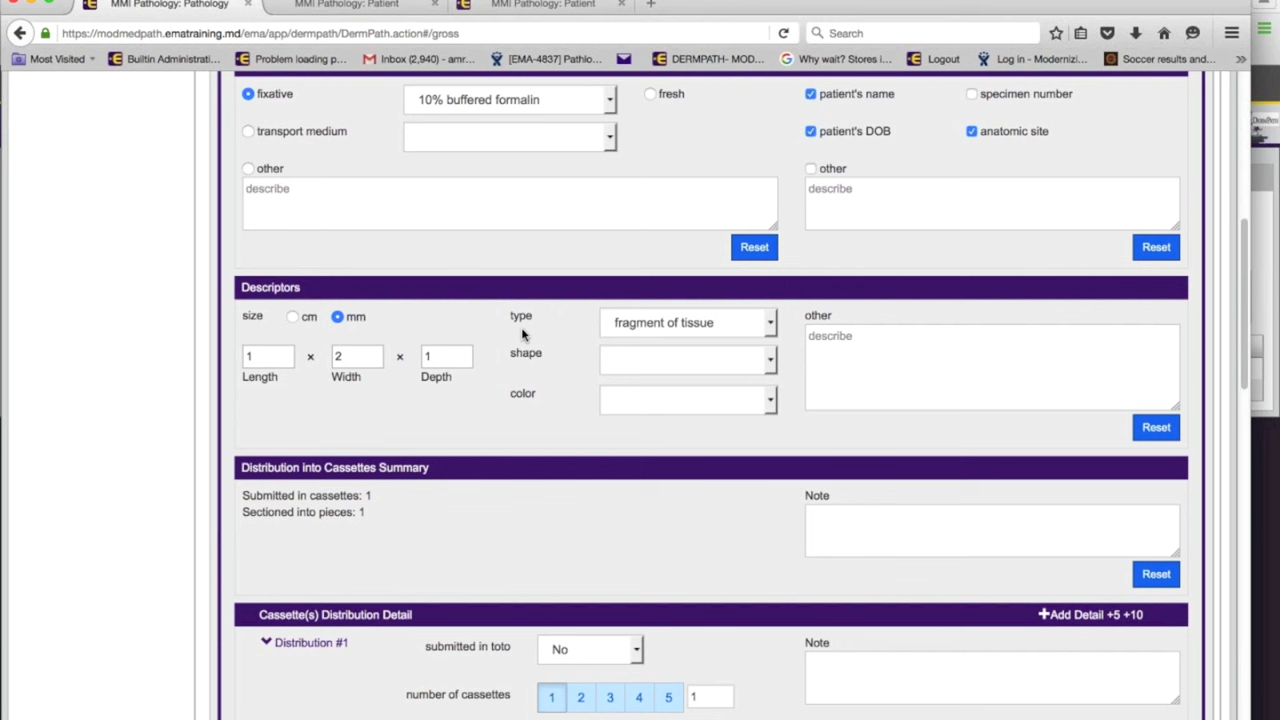 MMI Pathology: Pathology
MMI Pathology: Patient
MMI Pathology: Patient
https://modmedpath.ematraining.md/ema/app/dermpath/DermPath.action#/gross
Search
Most Visited
Builtin Administrati...
Problem loading p...
Inbox (2,940) - amr...
[EMA-4837] Pathlo...
DERMPATH- MOD...
Why wait? Stores i...
Logout
Log in - Modernizi...
Soccer results and...
fixative 10% buffered formalin fresh patient's name specimen number
transport medium patient's DOB anatomic site
other other
describe describe
Reset Reset
Descriptors
size cm mm type fragment of tissue other
describe
1 × 2 × 1 shape
Length Width Depth
color
Reset
Distribution into Cassettes Summary
Submitted in cassettes: 1 Note
Sectioned into pieces: 1
Reset
Cassette(s) Distribution Detail +Add Detail +5 +10
Distribution #1 submitted in toto No Note
number of cassettes 1 2 3 4 5 1